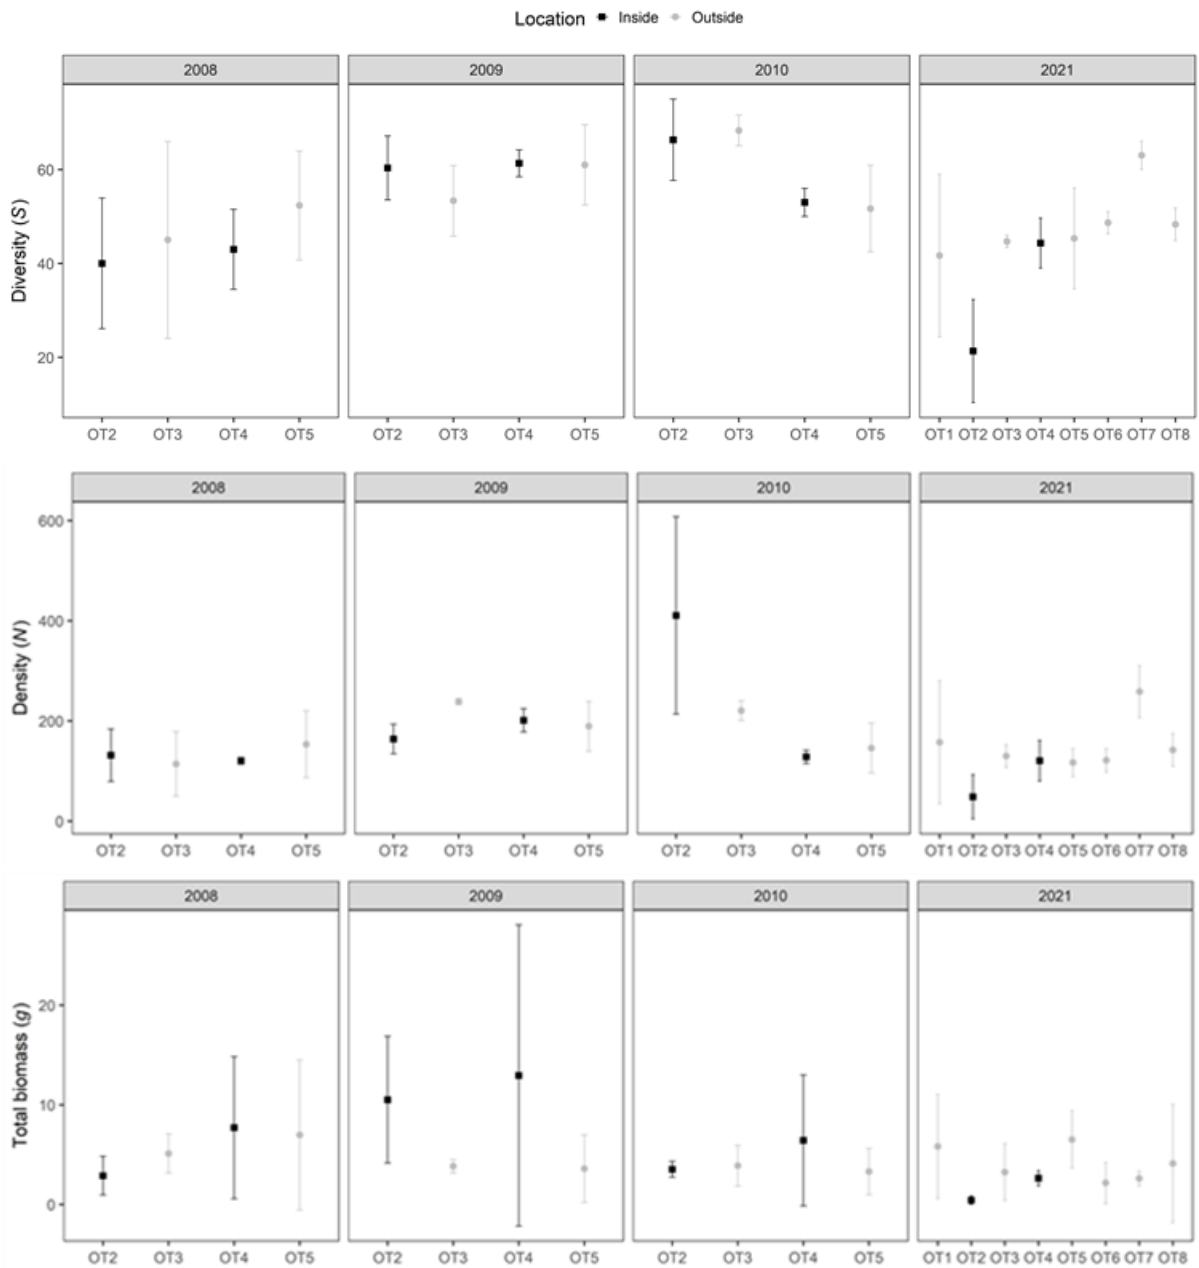 Location Inside Outside
2008 2009 2010 2021
Diversity (S)
60
40
20
OT2 OT3 OT4 OT5 OT2 OT3 OT4 OT5 OT2 OT3 OT4 OT5 OT1 OT2 OT3 OT4 OT5 OT6 OT7 OT8
2008 2009 2010 2021
Density (N)
600
400
200
0
OT2 OT3 OT4 OT5 OT2 OT3 OT4 OT5 OT2 OT3 OT4 OT5 OT1 OT2 OT3 OT4 OT5 OT6 OT7 OT8
2008 2009 2010 2021
Total biomass (g)
20
10
0
OT2 OT3 OT4 OT5 OT2 OT3 OT4 OT5 OT2 OT3 OT4 OT5 OT1 OT2 OT3 OT4 OT5 OT6 OT7 OT8